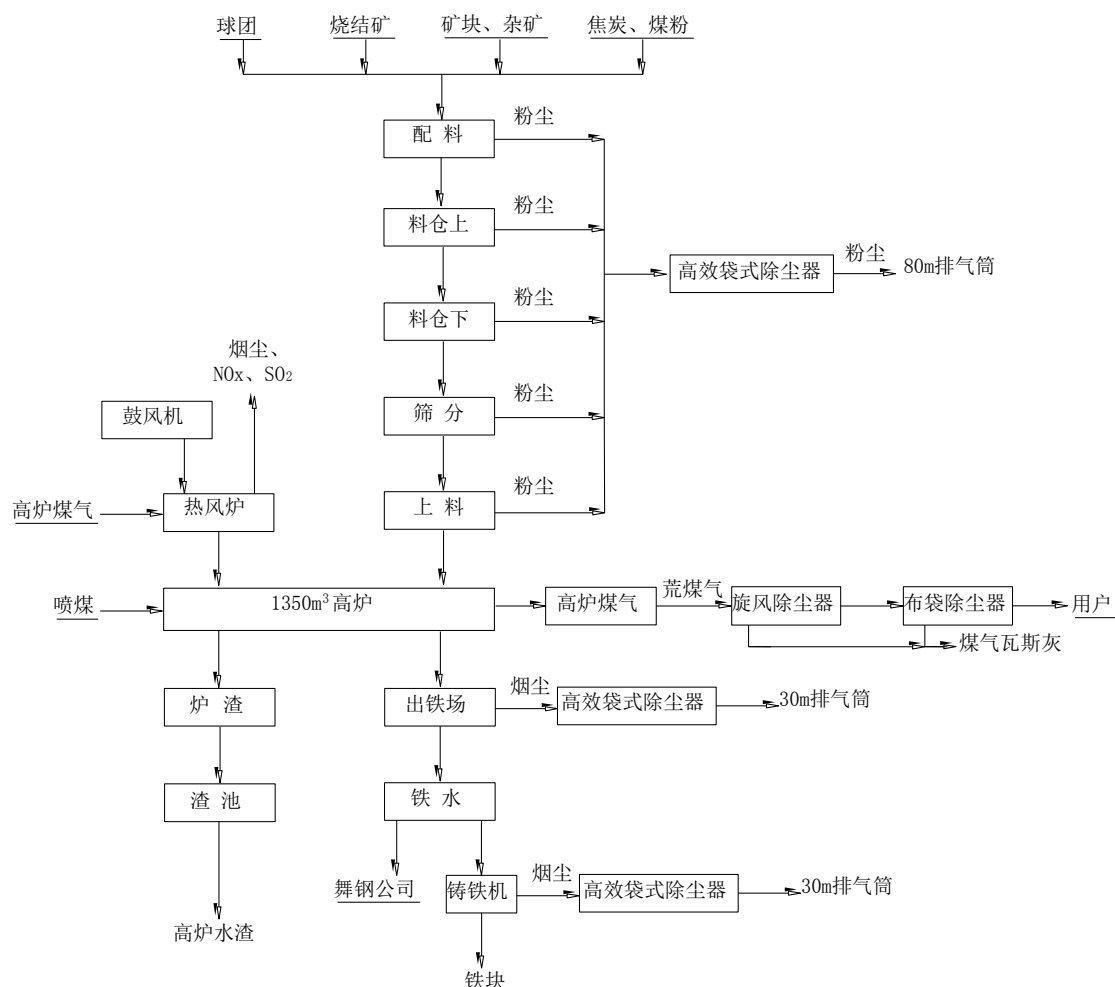 球团
烧结矿
矿块、杂矿
焦炭、煤粉
配 料
粉尘
料仓上
粉尘
高效袋式除尘器
粉尘
80m排气筒
料仓下
粉尘
烟尘、
NOx、SO₂
鼓风机
筛 分
粉尘
高炉煤气
热风炉
上 料
粉尘
喷煤
1350m³高炉
高炉煤气
荒煤气
旋风除尘器
布袋除尘器
用户
煤气瓦斯灰
炉 渣
出铁场
烟尘
高效袋式除尘器
30m排气筒
渣 池
铁 水
舞钢公司
铸铁机
烟尘
高效袋式除尘器
30m排气筒
高炉水渣
铁块